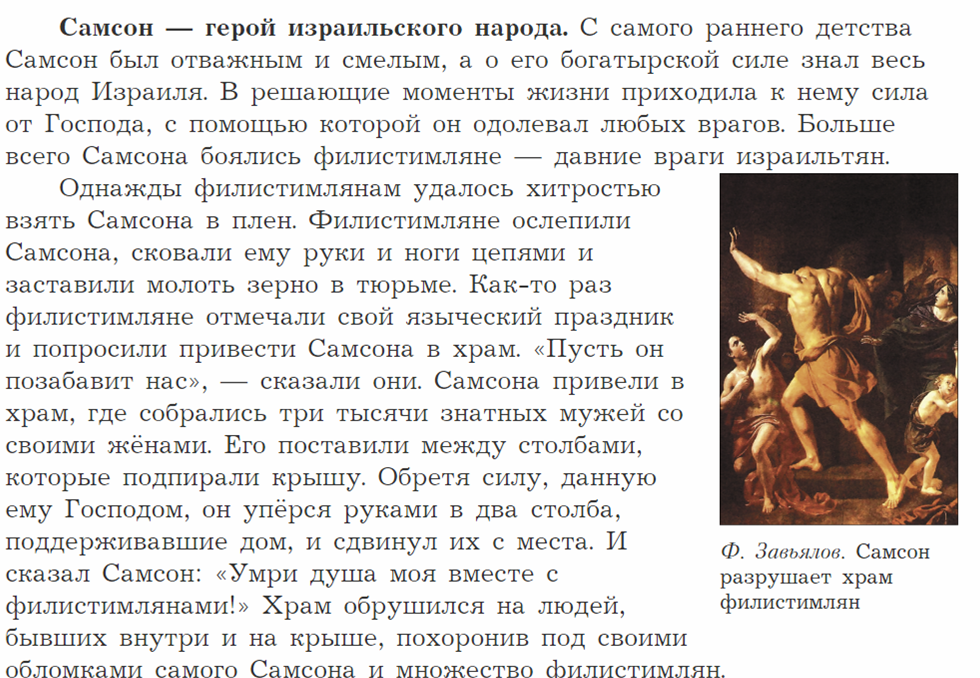 Самсон — герой израильского народа. С самого раннего детства
Самсон был отважным и смелым, а о его богатырской силе знал весь
народ Израиля. В решающие моменты жизни приходила к нему сила
от Господа, с помощью которой он одолевал любых врагов. Больше
всего Самсона боялись филистимляне — давние враги израильтян.
Однажды филистимлянам удалось хитростью
взять Самсона в плен. Филистимляне ослепили
Самсона, сковали ему руки и ноги цепями и
заставили молоть зерно в тюрьме. Как-то раз
филистимляне отмечали свой языческий праздник
и попросили привести Самсона в храм. «Пусть он
позабавит нас», — сказали они. Самсона привели в
храм, где собрались три тысячи знатных мужей со
своими жёнами. Его поставили между столбами,
которые подпирали крышу. Обретя силу, данную
ему Господом, он упёрся руками в два столба,
поддерживавшие дом, и сдвинул их с места. И
сказал Самсон: «Умри душа моя вместе с
филистимлянами!» Храм обрушился на людей,
бывших внутри и на крыше, похоронив под своими
обломками самого Самсона и множество филистимлян.
Ф. Завьялов. Самсон
разрушает храм
филистимлян